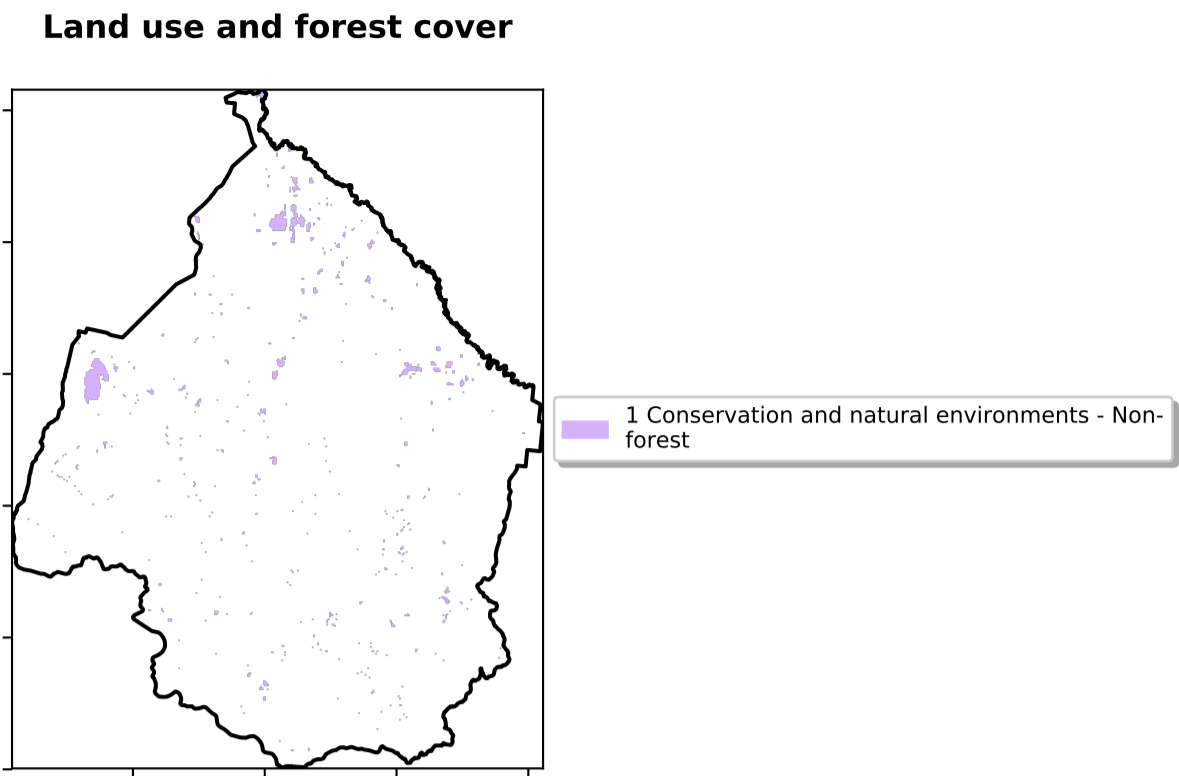 Land use and forest cover
1 Conservation and natural environments - Non-
forest